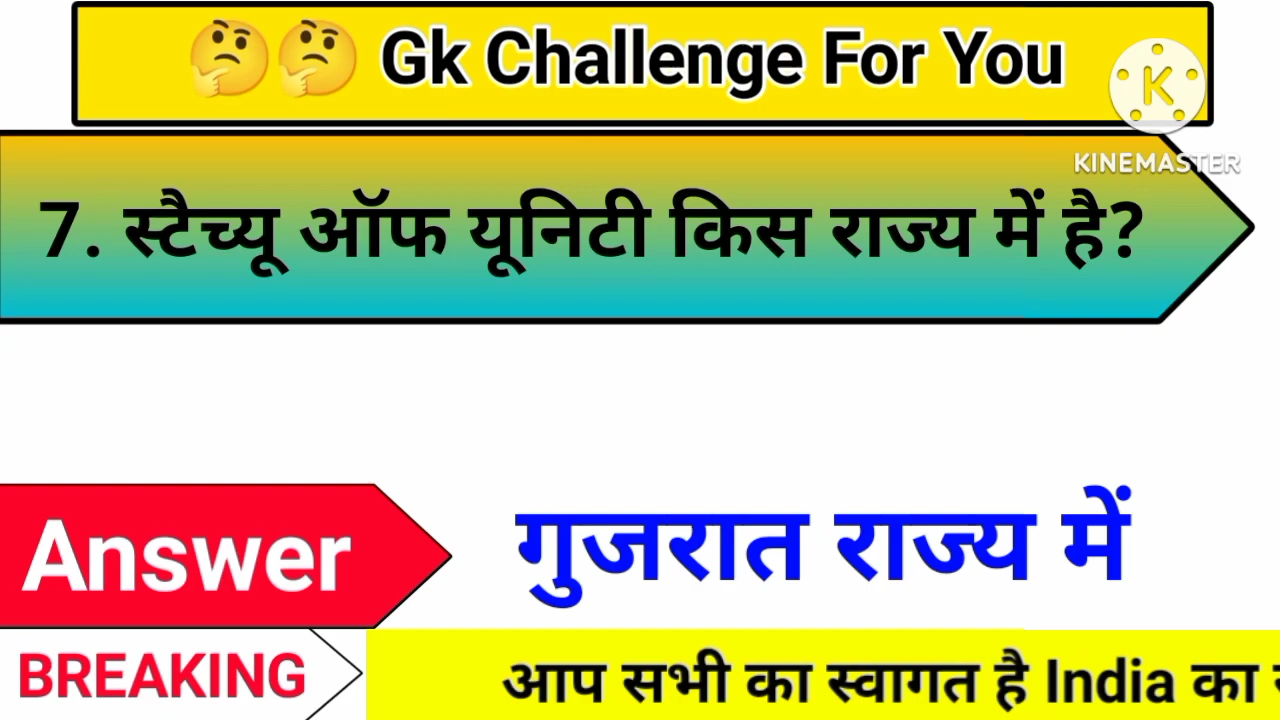 🤔🤔 Gk Challenge For You
K
KINEMASTER
7. स्टैच्यू ऑफ यूनिटी किस राज्य में है?
Answer
गुजरात राज्य में
BREAKING
आप सभी का स्वागत है India का